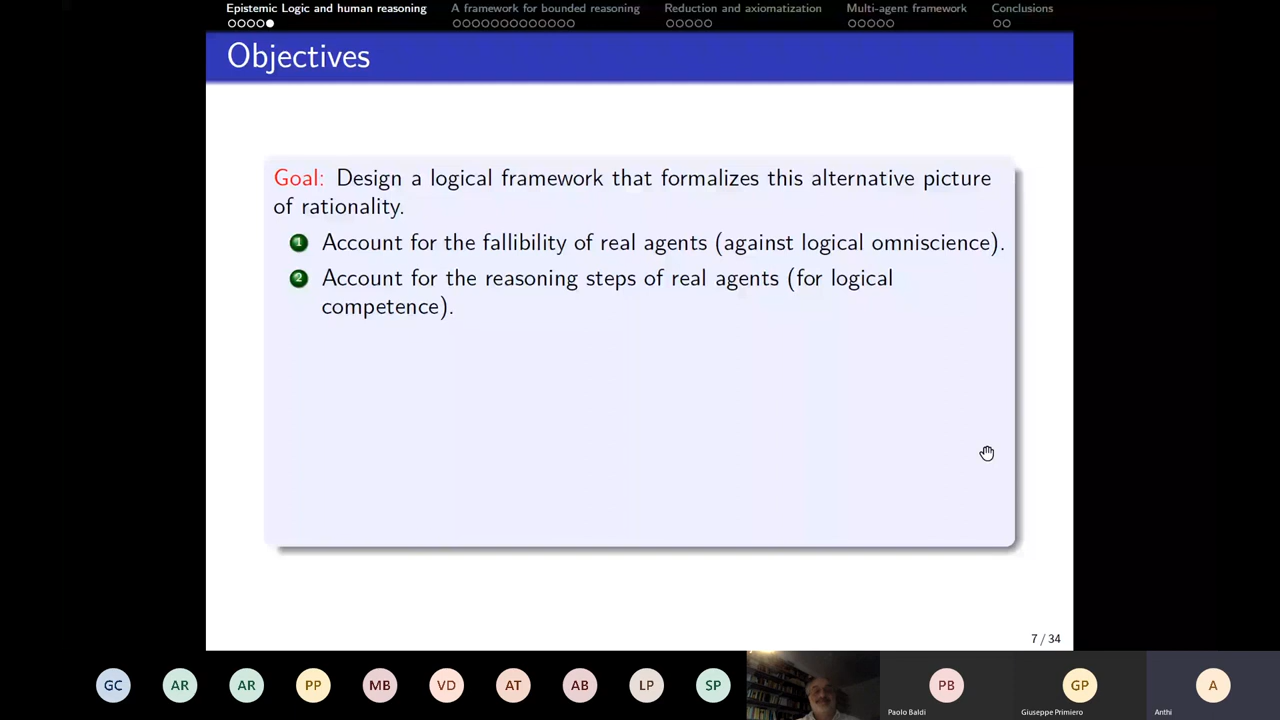 Epistemic Logic and human reasoning
A framework for bounded reasoning
Reduction and axiomatization
Multi-agent framework
Conclusions
Objectives
Goal: Design a logical framework that formalizes this alternative picture
of rationality.
1 Account for the fallibility of real agents (against logical omniscience).
2 Account for the reasoning steps of real agents (for logical
competence).
7 / 34
GC
AR
AR
PP
MB
VD
AT
AB
LP
SP
PB
Paolo Baldi
GP
Giuseppe Primiero
A
Anthi